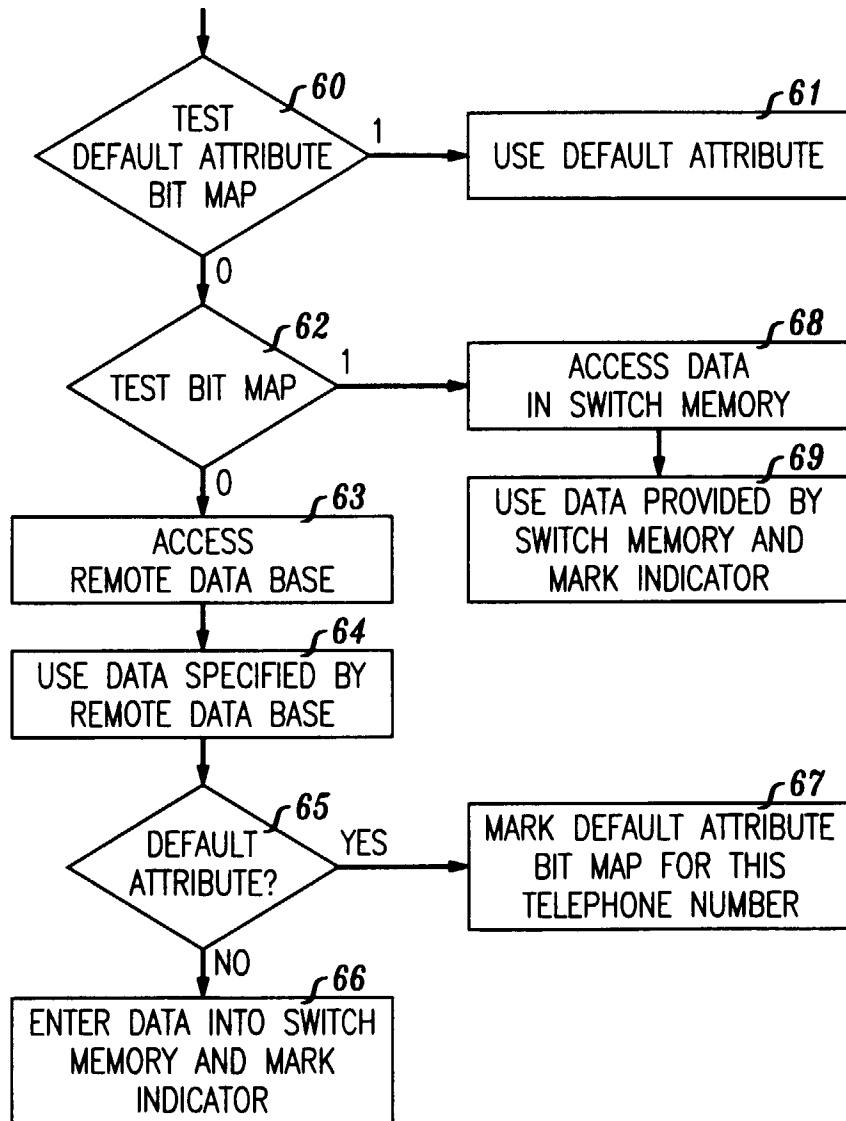 60
TEST
DEFAULT ATTRIBUTE
BIT MAP
1
61
USE DEFAULT ATTRIBUTE
0
62
TEST BIT MAP
1
68
ACCESS DATA
IN SWITCH MEMORY
0
69
USE DATA PROVIDED BY
SWITCH MEMORY AND
MARK INDICATOR
63
ACCESS
REMOTE DATA BASE
64
USE DATA SPECIFIED BY
REMOTE DATA BASE
65
DEFAULT
ATTRIBUTE?
YES
67
MARK DEFAULT ATTRIBUTE
BIT MAP FOR THIS
TELEPHONE NUMBER
NO
66
ENTER DATA INTO SWITCH
MEMORY AND MARK
INDICATOR